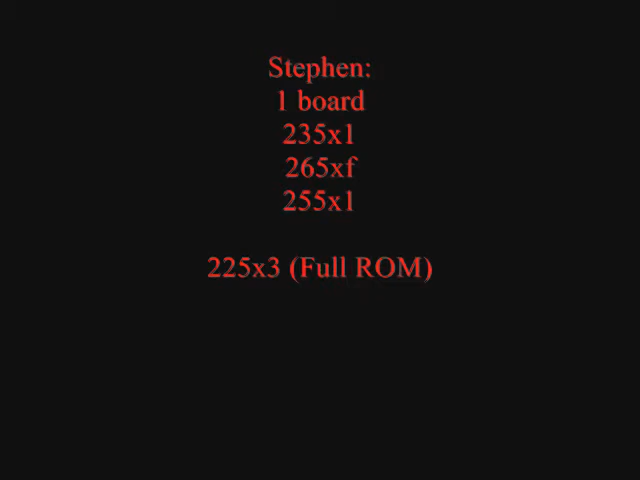 Stephen:
1 board
235x1
265xf
255x1
225x3 (Full ROM)